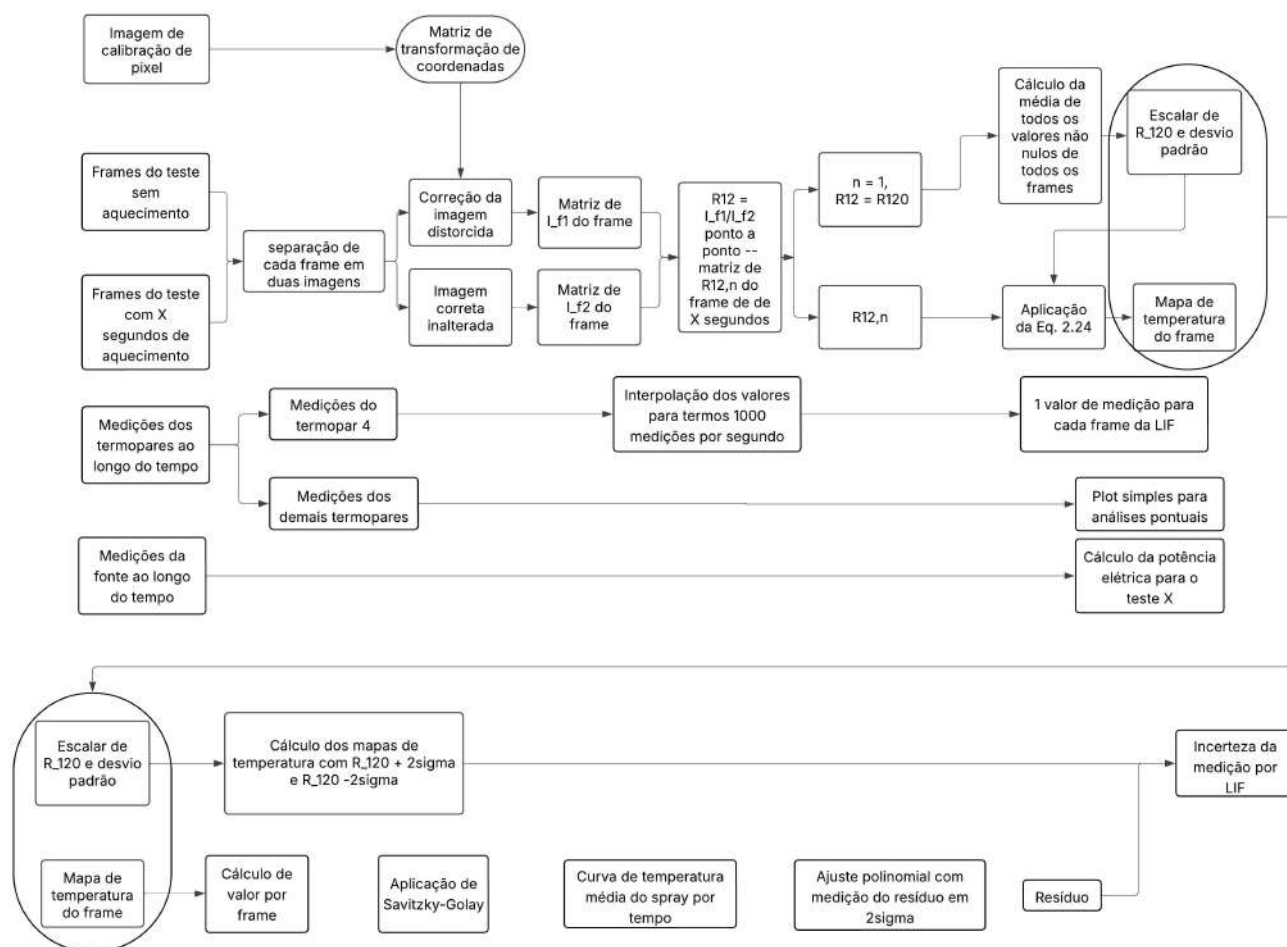 Imagem de
calibração de
pixel
Matriz de
transformação de
coordenadas
Frames do teste
sem
aquecimento
Frames do teste
com X
segundos de
aquecimento
separação de
cada frame em
duas imagens
Correção da
imagem
distorcida
Imagem
correta
inalterada
Matriz de
I_f1 do frame
Matriz de
I_f2 do
frame
R12 =
I_f1/I_f2
ponto a
ponto --
matriz de
R12,n do
frame de de
X segundos
n = 1,
R12 = R120
R12,n
Cálculo da
média de
todos os
valores não
nulos de
todos os
frames
Aplicação
da Eq. 2.24
Escalar de
R_120 e desvio
padrão
Mapa de
temperatura
do frame
Medições dos
termopares ao
longo do tempo
Medições do
termopar 4
Interpolação dos valores
para termos 1000
medições por segundo
1 valor de medição para
cada frame da LIF
Medições dos
demais termopares
Plot simples para
análises pontuais
Medições da
fonte ao longo
do tempo
Cálculo da potência
elétrica para o
teste X
Escalar de
R_120 e desvio
padrão
Cálculo dos mapas de
temperatura com R_120 + 2sigma
e R_120 -2sigma
Incerteza da
medição por
LIF
Mapa de
temperatura
do frame
Cálculo de
valor por
frame
Aplicação de
Savitzky-Golay
Curva de temperatura
média do spray por
tempo
Ajuste polinomial com
medição do resíduo em
2sigma
Resíduo